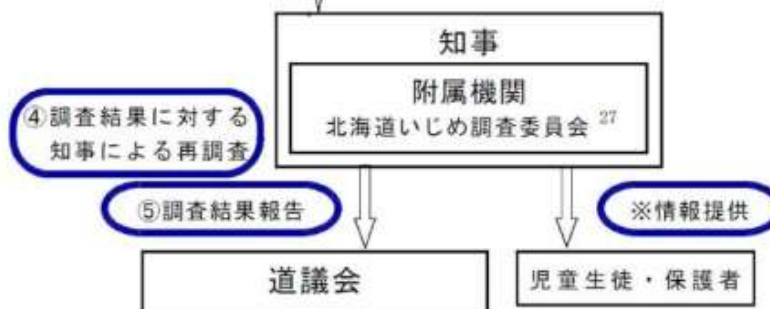 知事
附属機関
北海道いじめ調査委員会 27
④調査結果に対する
知事による再調査
⑤調査結果報告
※情報提供
道議会
児童生徒・保護者